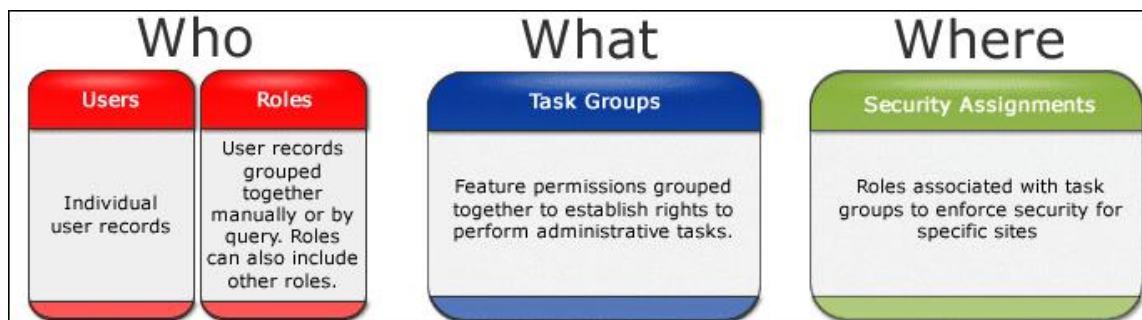 Who
What
Where
Users
Roles
Task Groups
Security Assignments
Individual
user records
User records
grouped
together
manually or by
query. Roles
can also include
other roles.
Feature permissions grouped
together to establish rights to
perform administrative tasks.
Roles associated with task
groups to enforce security for
specific sites